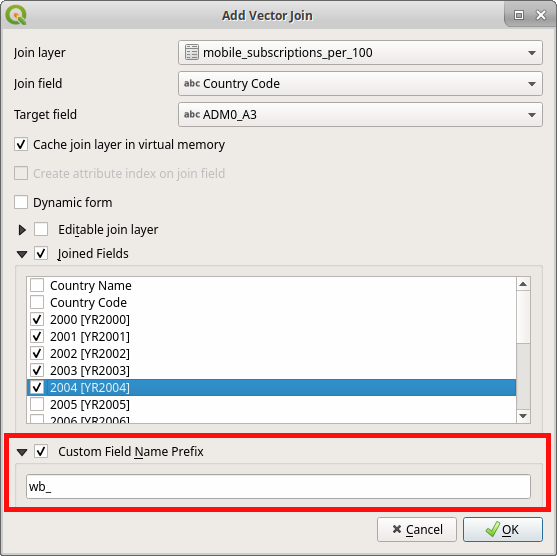 Add Vector Join
Join layer mobile_subscriptions_per_100
Join field abc Country Code
Target field abc ADM0_A3
Cache join layer in virtual memory
Create attribute index on join field
Dynamic form
Editable join layer
Joined Fields
Country Name
Country Code
2000 [YR2000]
2001 [YR2001]
2002 [YR2002]
2003 [YR2003]
2004 [YR2004]
2005 [YR2005]
2006 [YR2006]
Custom Field Name Prefix
wb_
Cancel OK